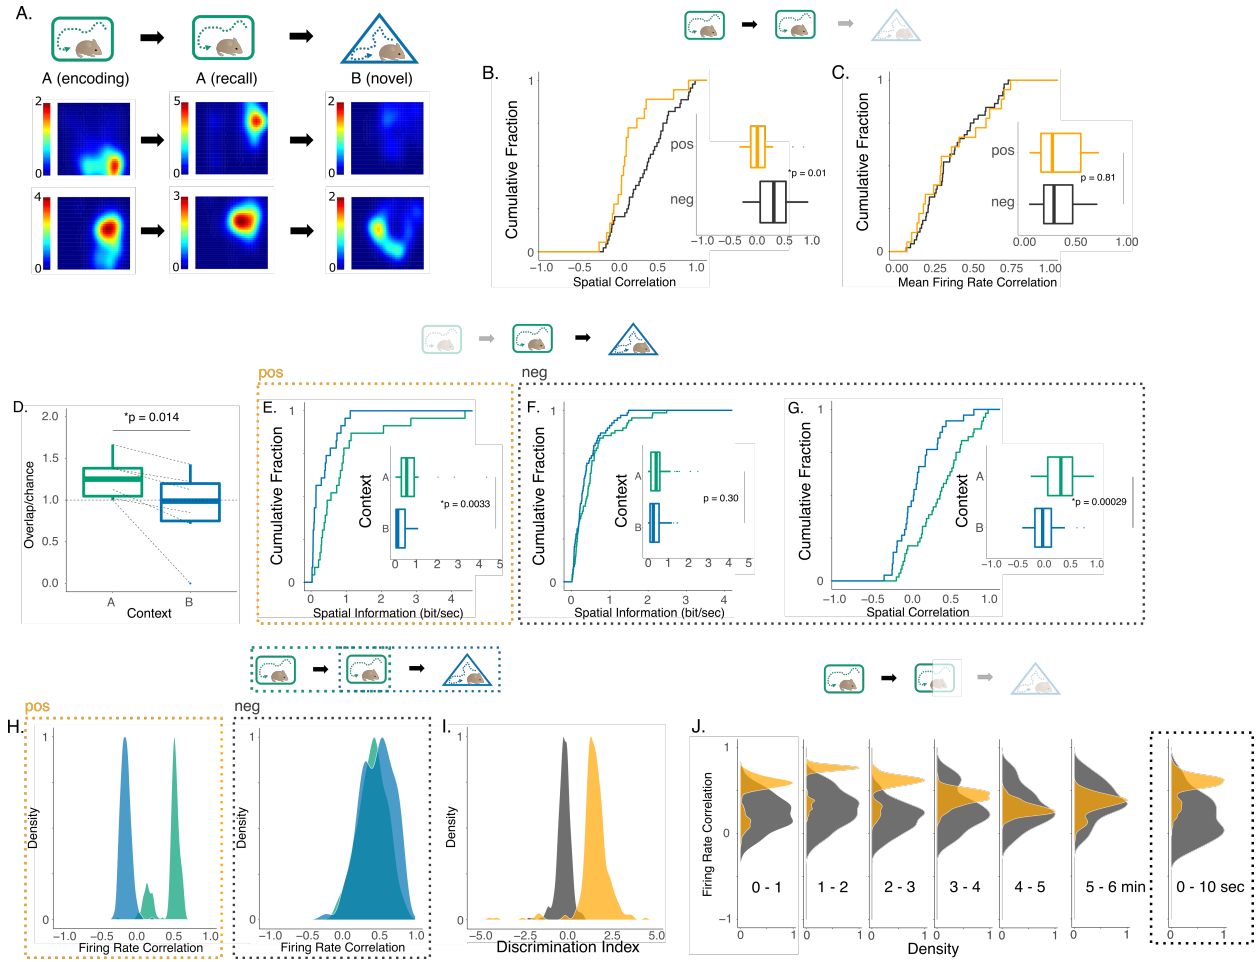 A.
A (encoding)
A (recall)
B (novel)
2
0
5
0
2
0
4
0
3
0
2
0
B.
Cumulative Fraction
1
0
-1.0 -0.5 0.0 0.5 1.0
Spatial Correlation
pos
neg
*p = 0.01
-1.0 -0.5 0.0 0.5 1.0
C.
Cumulative Fraction
1
0
0.00 0.25 0.50 0.75 1.00
Mean Firing Rate Correlation
pos
neg
p = 0.81
0.00 0.50 1.00
pos
neg
D.
Overlap/chance
2.0
1.5
1.0
0.5
0.0
*p = 0.014
A B
Context
E.
Cumulative Fraction
1
0
0 1 2 3 4
Spatial Information (bit/sec)
Context
A
B
*p = 0.0033
0 1 2 3 4 5
F.
Cumulative Fraction
1
0
0 1 2 3 4
Spatial Information (bit/sec)
Context
A
B
p = 0.30
0 1 2 3 4 5
G.
Cumulative Fraction
1
0
-1.0 -0.5 0.0 0.5 1.0
Spatial Correlation
Context
A
B
*p = 0.00029
-1.0 -0.5 0.0 0.5 1.0
pos
neg
H.
Density
1
0
-1.0 -0.5 0.0 0.5 1.0
Firing Rate Correlation
Density
1
0
-1.0 -0.5 0.0 0.5 1.0
Firing Rate Correlation
I.
Density
1
0
-5.0 -2.5 0.0 2.5 5.0
Discrimination Index
J.
Firing Rate Correlation
1
0
-1
0 - 1
1 - 2
2 - 3
3 - 4
4 - 5
5 - 6 min
0 - 10 sec
0 1
0 1
0 1
0 1
0 1
0 1
0 1
Density